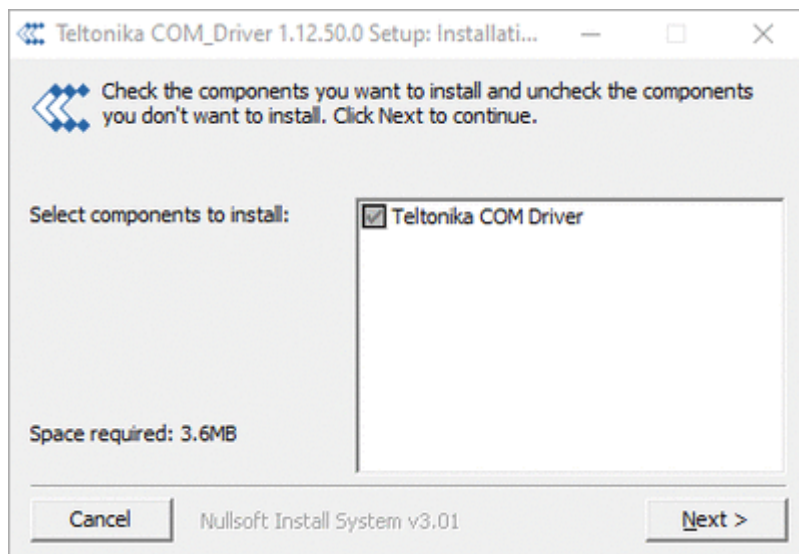 Teltonika COM_Driver 1.12.50.0 Setup: Installati...
Check the components you want to install and uncheck the components
you don't want to install. Click Next to continue.
Select components to install:
Teltonika COM Driver
Space required: 3.6MB
Cancel
Nullsoft Install System v3.01
Next >